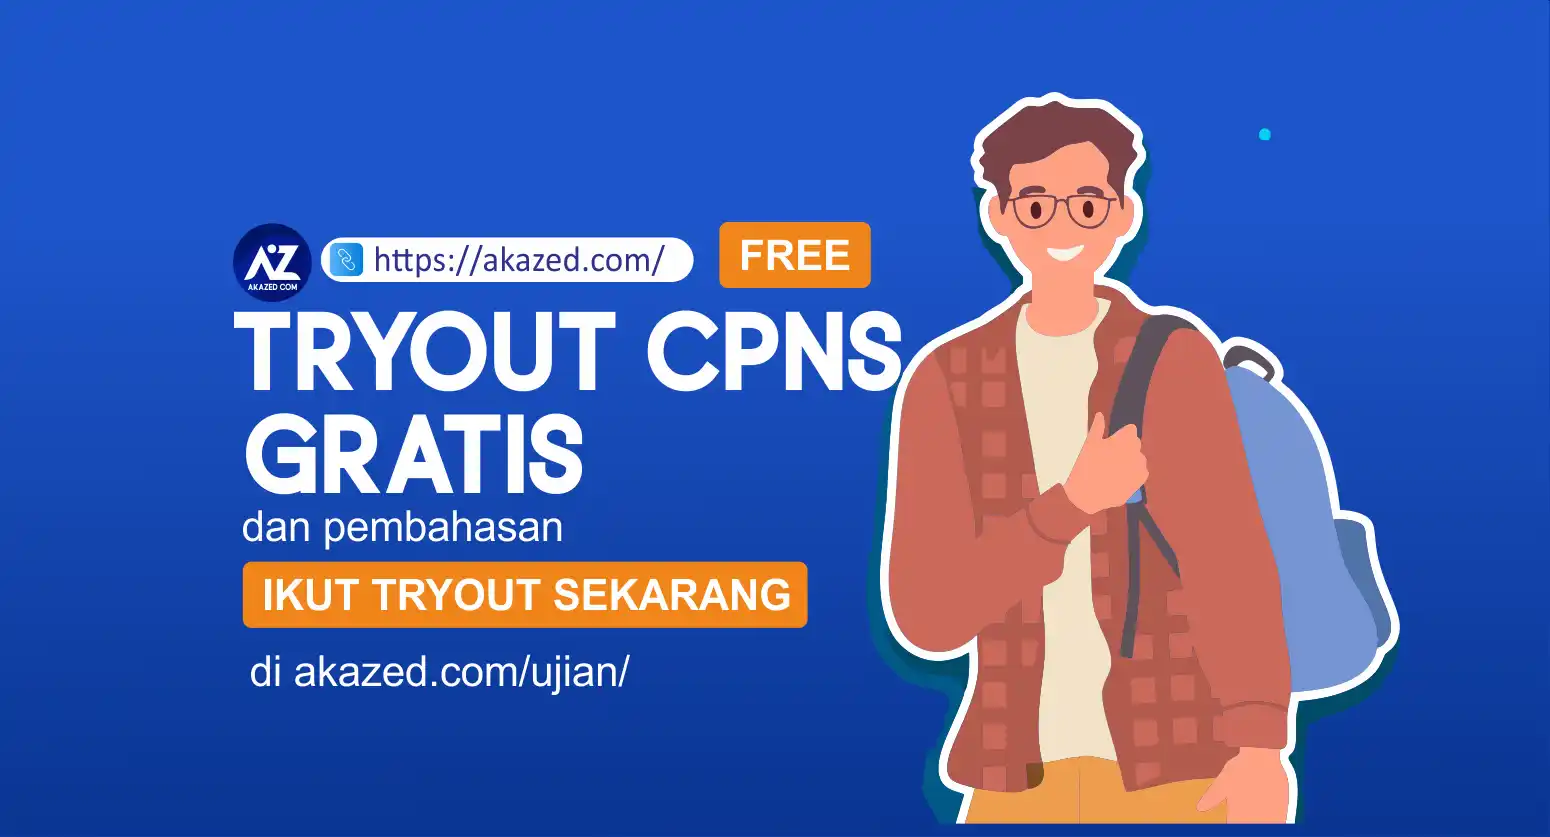 AZ
AKAZED COM
https://akazed.com/
FREE
TRYOUT CPNS
GRATIS
dan pembahasan
IKUT TRYOUT SEKARANG
di akazed.com/ujian/